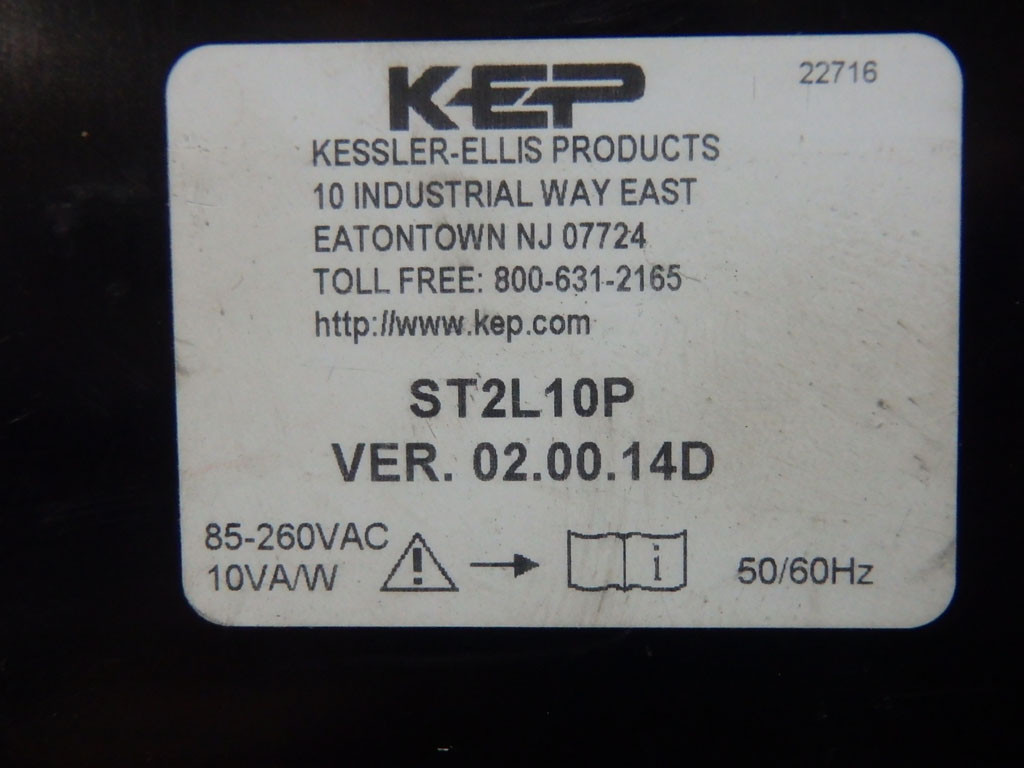 KEP
22716
KESSLER-ELLIS PRODUCTS
10 INDUSTRIAL WAY EAST
EATONTOWN NJ 07724
TOLL FREE: 800-631-2165
http://www.kep.com
ST2L10P
VER. 02.00.14D
85-260VAC
10VA/W
! i
50/60Hz